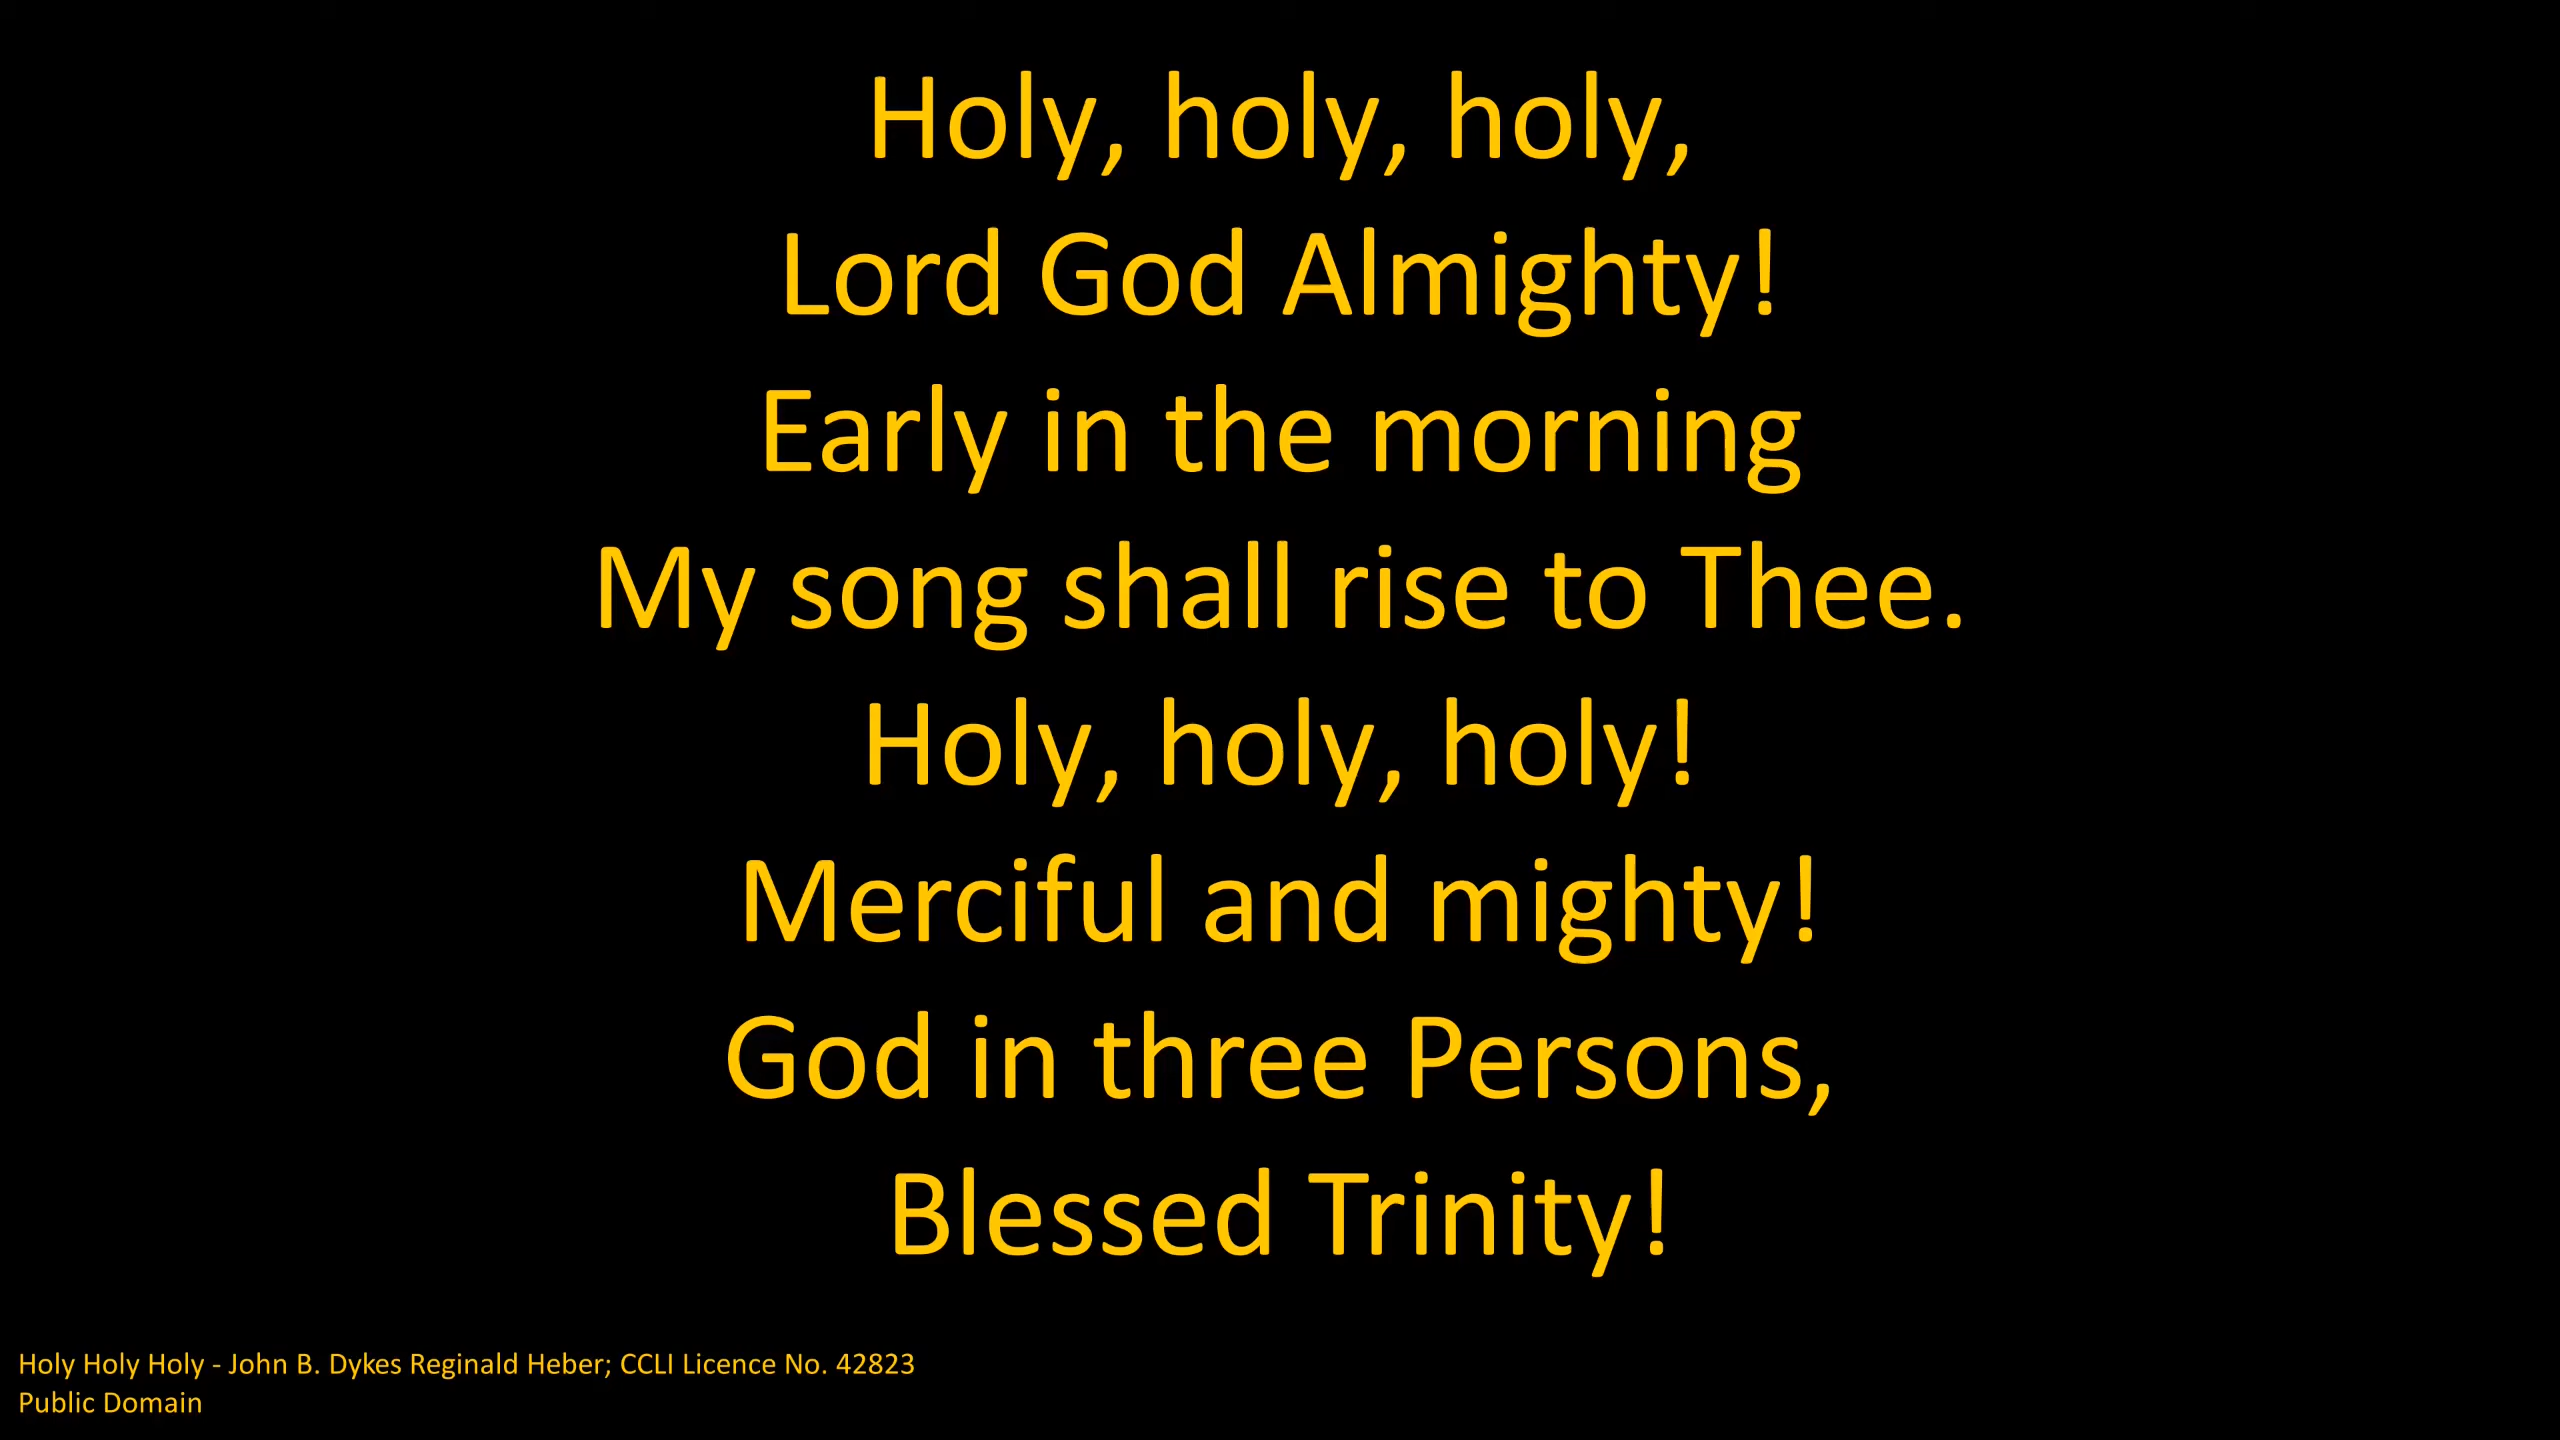 Holy, holy, holy,
Lord God Almighty!
Early in the morning
My song shall rise to Thee.
Holy, holy, holy!
Merciful and mighty!
God in three Persons,
Blessed Trinity!
Holy Holy Holy - John B. Dykes Reginald Heber; CCLI Licence No. 42823
Public Domain